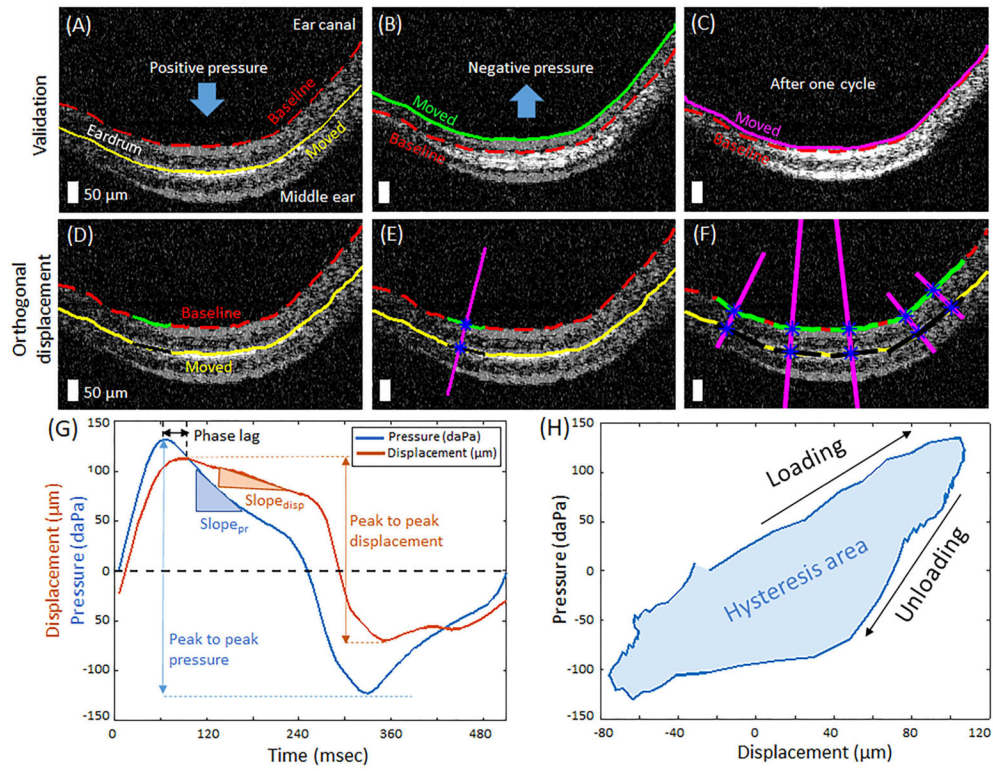 (A)
Ear canal
Positive pressure
Baseline
Eardrum
Moved
50 µm
Middle ear
(B)
Negative pressure
Moved
Baseline
(C)
After one cycle
Moved
Baseline
Validation
(D)
Baseline
Moved
50 µm
(E)
(F)
Orthogonal
displacement
(G)
Phase lag
Pressure (daPa)
Displacement (µm)
Slope_disp
Slope_pr
Peak to peak
displacement
Peak to peak
pressure
Displacement (µm)
Pressure (daPa)
150
100
50
0
-50
-100
-150
0
120
240
360
480
Time (msec)
(H)
Loading
Unloading
Hysteresis area
Pressure (daPa)
150
100
50
0
-50
-100
-150
-80
-40
0
40
80
120
Displacement (µm)